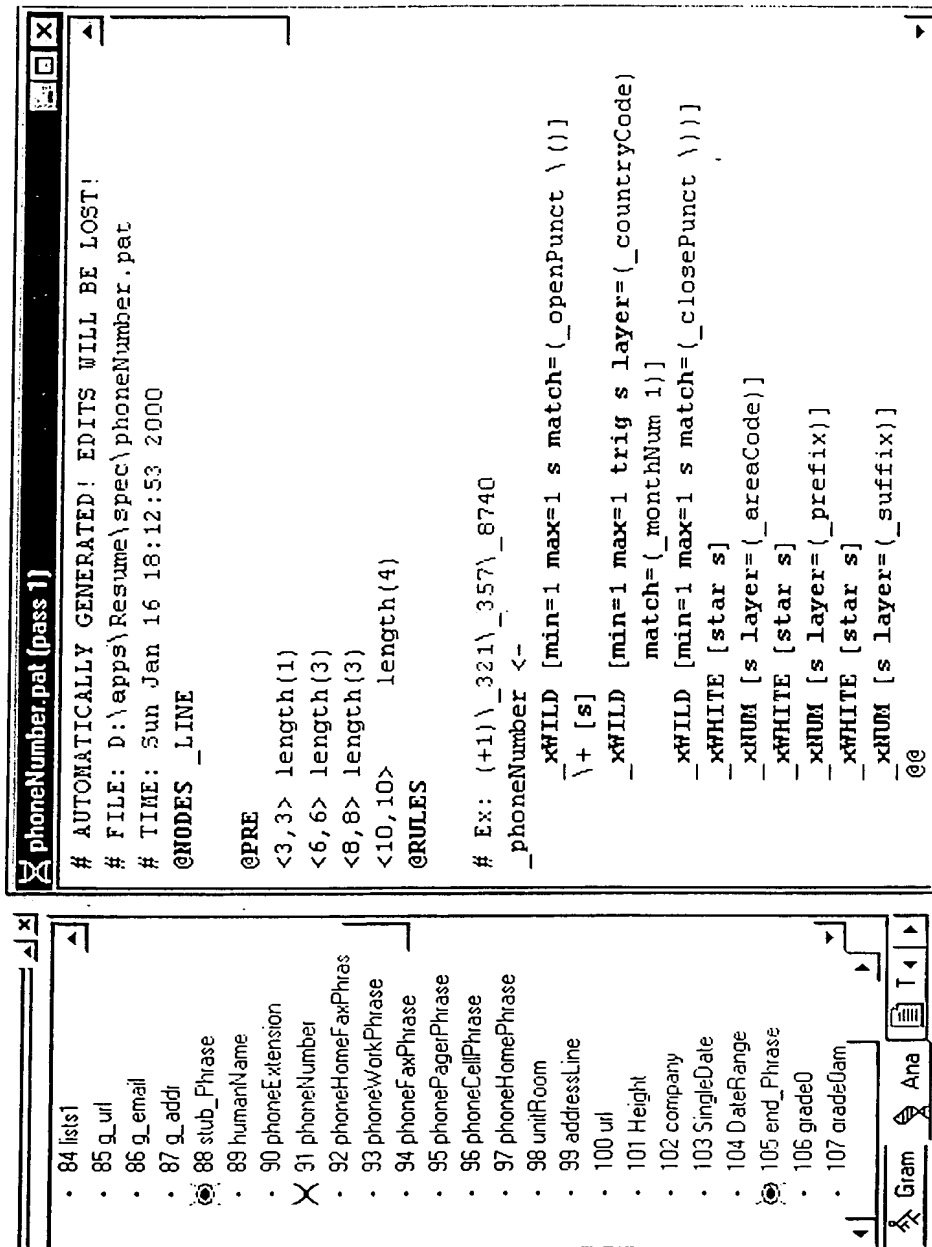 84 lists1
85 g_url
86 g_email
87 g_addr
88 stub_Phrase
89 humanName
90 phoneExtension
91 phoneNumber
92 phoneHomeFaxPhras
93 phoneWorkPhrase
94 phoneFaxPhrase
95 phonePagerPhrase
96 phoneCellPhrase
97 phoneHomePhrase
98 unitRoom
99 addressLine
100 url
101 Height
102 company
103 SingleDate
104 DateRange
105 end_Phrase
106 grade0
107 gradeDam
Gram Ana T
phoneNumber.pat (pass 1)
# AUTOMATICALLY GENERATED! EDITS WILL BE LOST!
# FILE: D:\apps\Resume\spec\phoneNumber.pat
# TIME: Sun Jan 16 18:12:53 2000
@NODES _LINE
@PRE
<3,3> length(1)
<6,6> length(3)
<8,8> length(3)
<10,10> length(4)
@RULES
# Ex: (+1)\_321\_357\_8740
_phoneNumber <-
_xWILD [min=1 max=1 s match=(_openPunct \()]
\+ [s]
_xWILD [min=1 max=1 trig s layer=(_countryCode)
match=(_monthNum 1)]
_xWILD [min=1 max=1 s match=(_closePunct \))]
_xWHITE [star s]
_xNUM [s layer=(_areaCode)]
_xWHITE [star s]
_xNUM [s layer=(_prefix)]
_xWHITE [star s]
_xNUM [s layer=(_suffix)]
@@